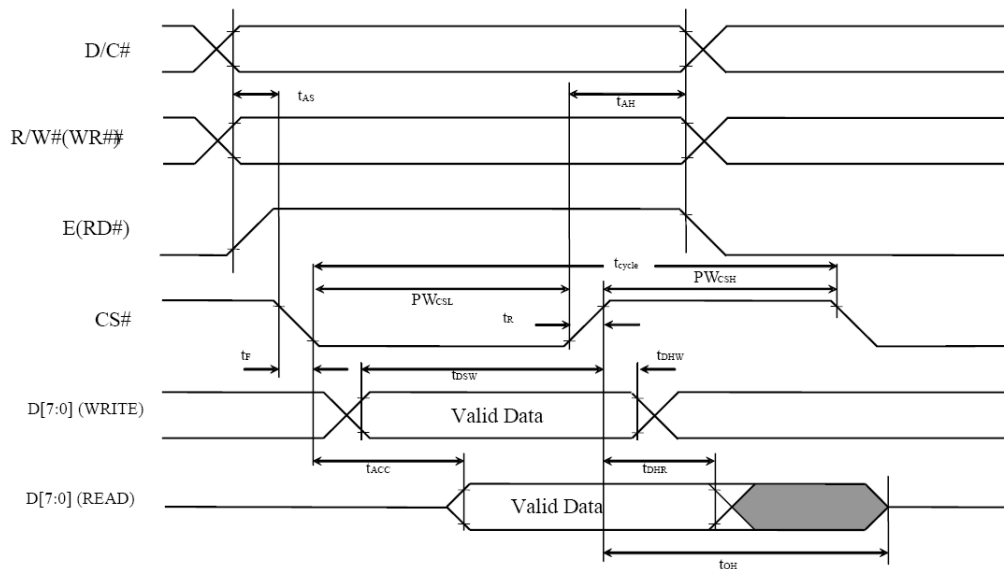 D/C#
tAS
tAH
R/W#(WR##)
E(RD#)
tcycle
PWCSL
PWCSH
CS#
tR
tF
tDSW
tDHW
D[7:0] (WRITE)
Valid Data
tACC
tDHR
D[7:0] (READ)
Valid Data
tOH